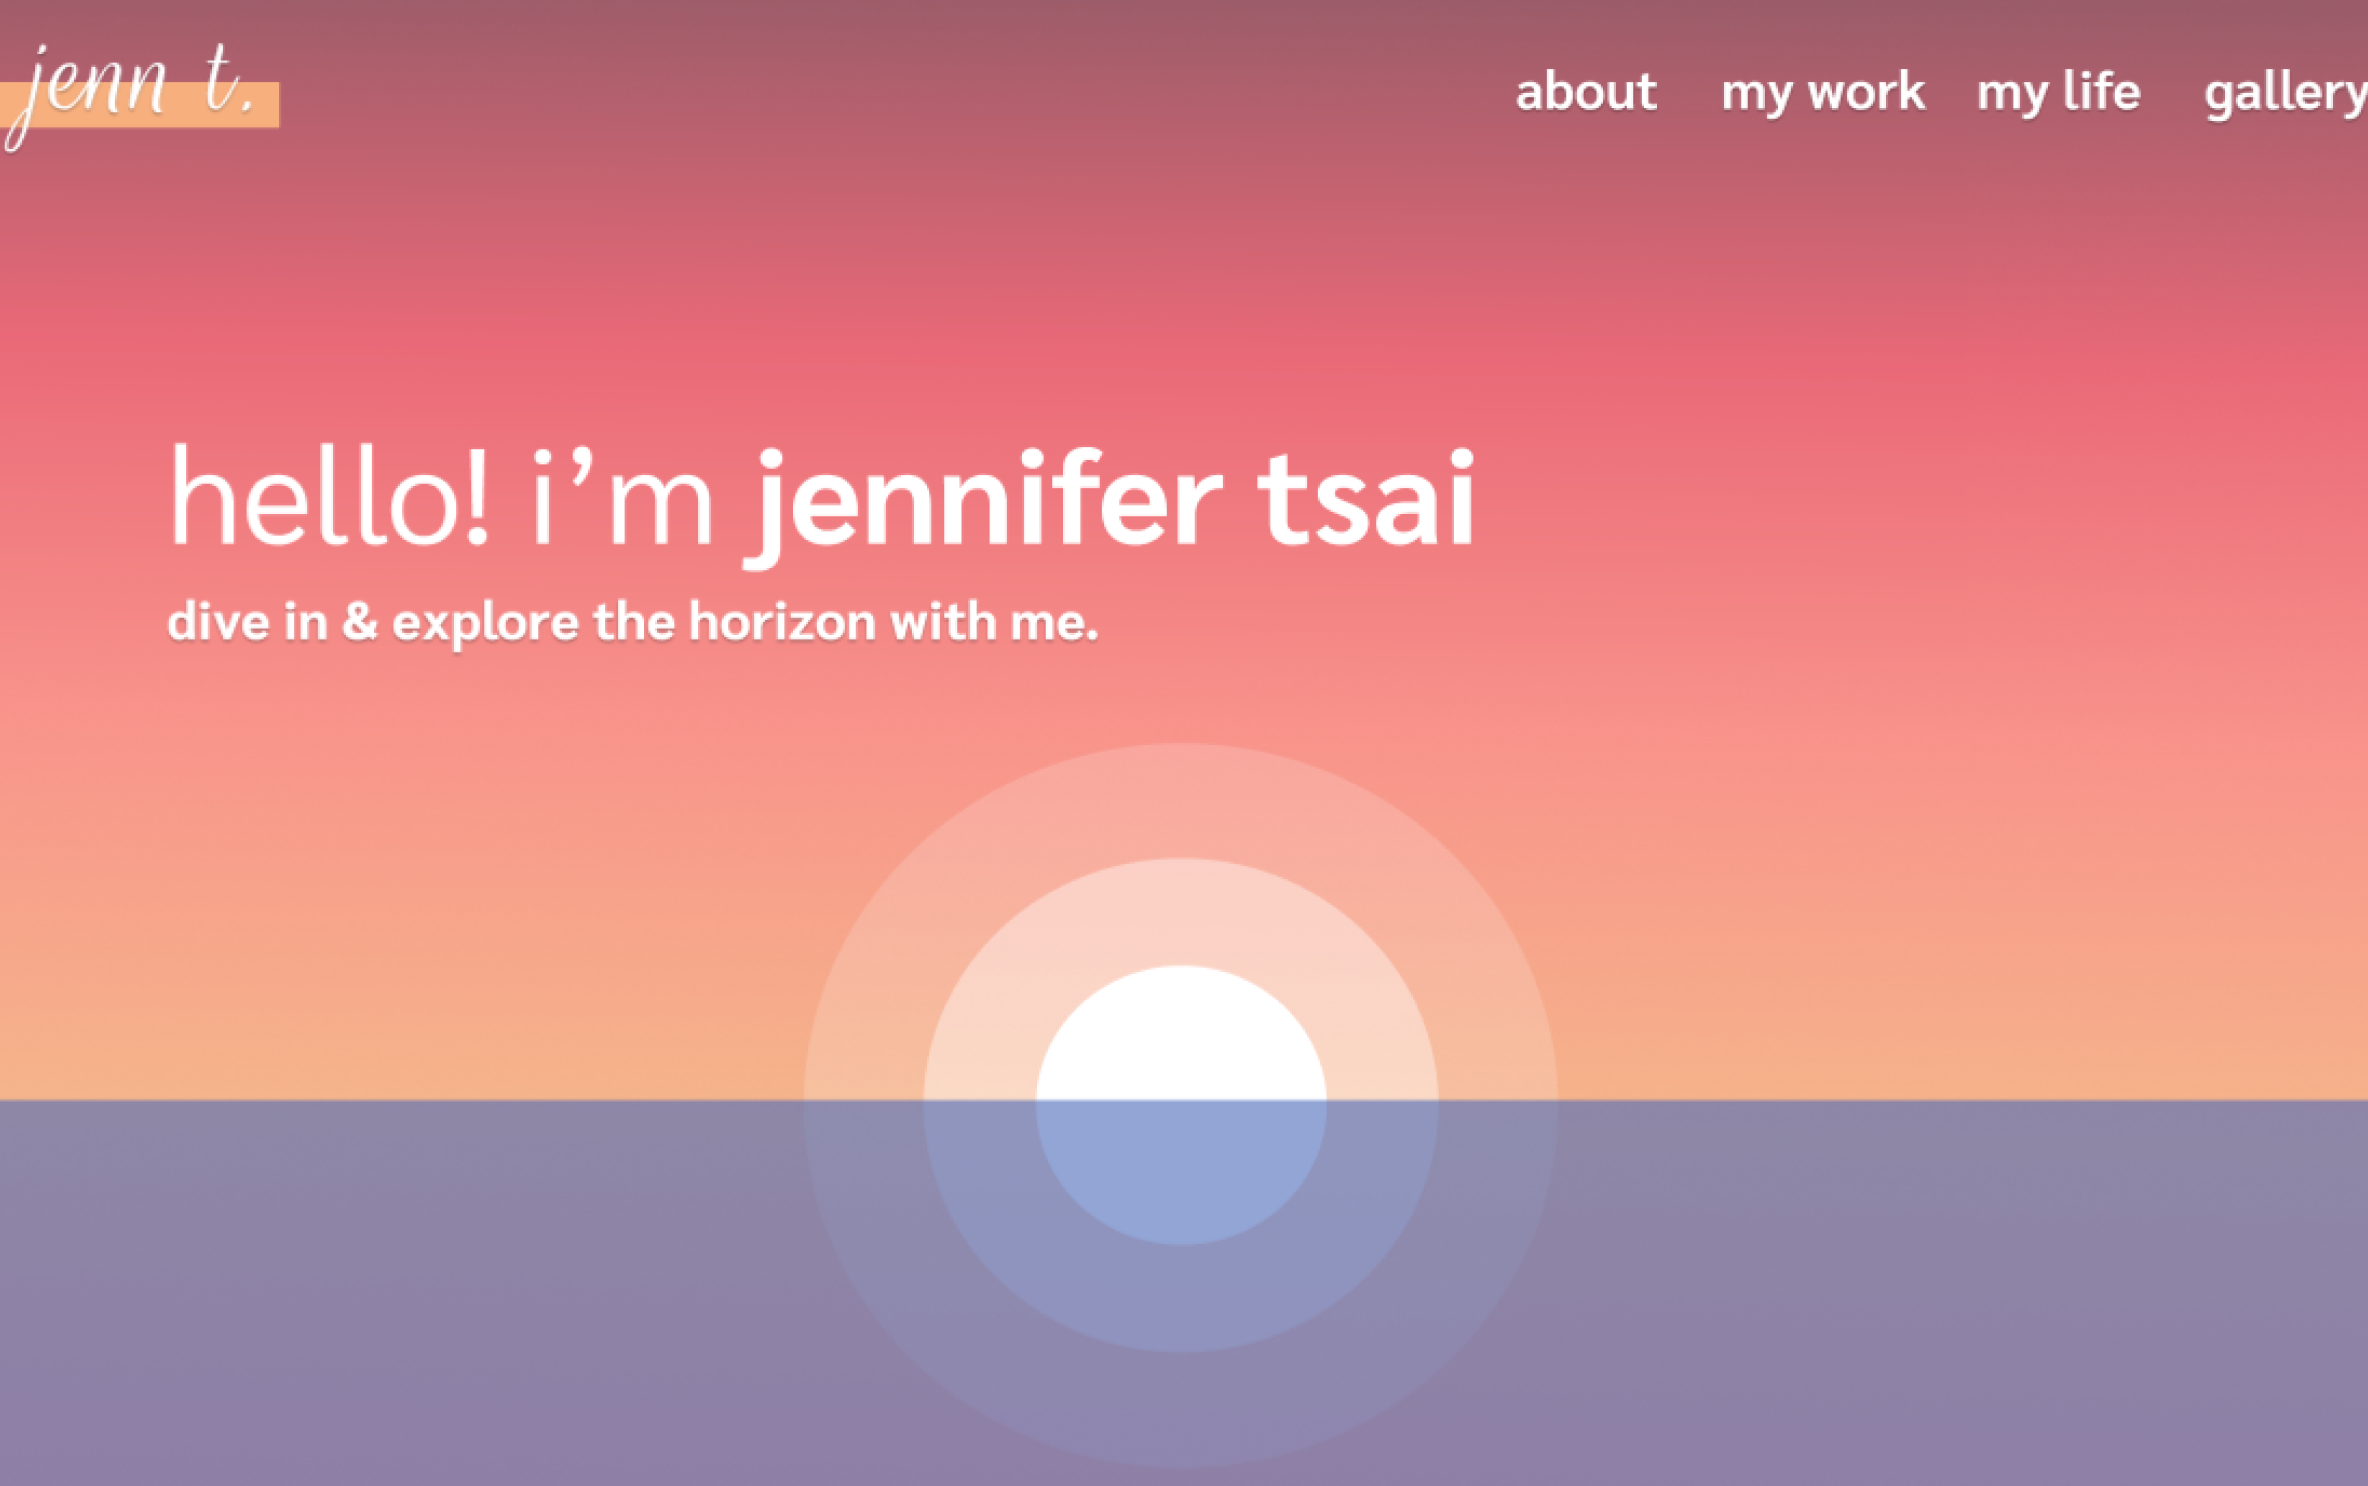 jenn t.
about my work my life gallery
hello! i’m jennifer tsai
dive in & explore the horizon with me.